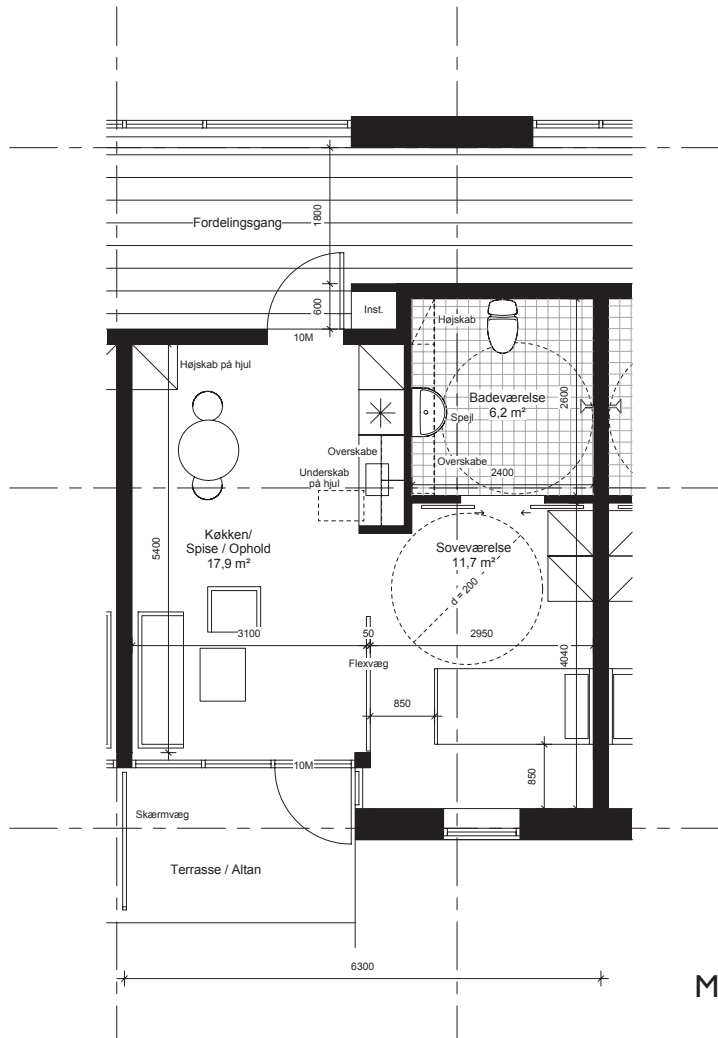 Fordelingsgang
1800
600
Inst.
10M
Højskab
Højskab på hjul
Badeværelse
6,2 m²
2600
Spejl
Overskabe
Overskabe
2400
Underskab
på hjul
Køkken/
Spise / Ophold
17,9 m²
5400
Soveværelse
11,7 m²
d = 200
3100
50
2950
4040
Flexvæg
850
10M
850
Skærmvæg
Terrasse / Altan
6300
M